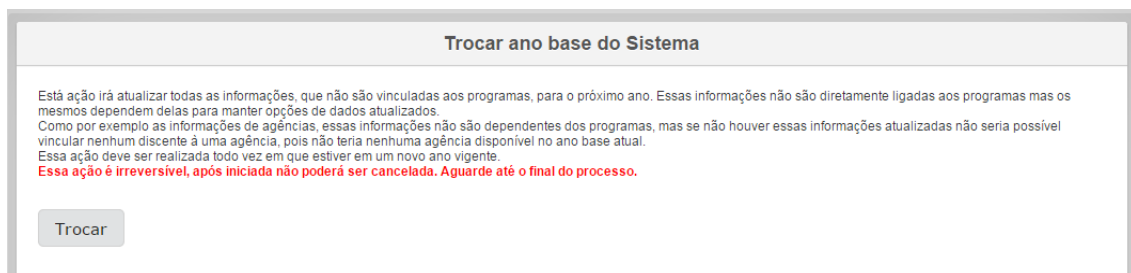 Trocar ano base do Sistema
Está ação irá atualizar todas as informações, que não são vinculadas aos programas, para o próximo ano. Essas informações não são diretamente ligadas aos programas mas os
mesmos dependem delas para manter opções de dados atualizados.
Como por exemplo as informações de agências, essas informações não são dependentes dos programas, mas se não houver essas informações atualizadas não seria possível
vincular nenhum discente à uma agência, pois não teria nenhuma agência disponível no ano base atual.
Essa ação deve ser realizada todo vez em que estiver em um novo ano vigente.
Essa ação é irreversível, após iniciada não poderá ser cancelada. Aguarde até o final do processo.
Trocar